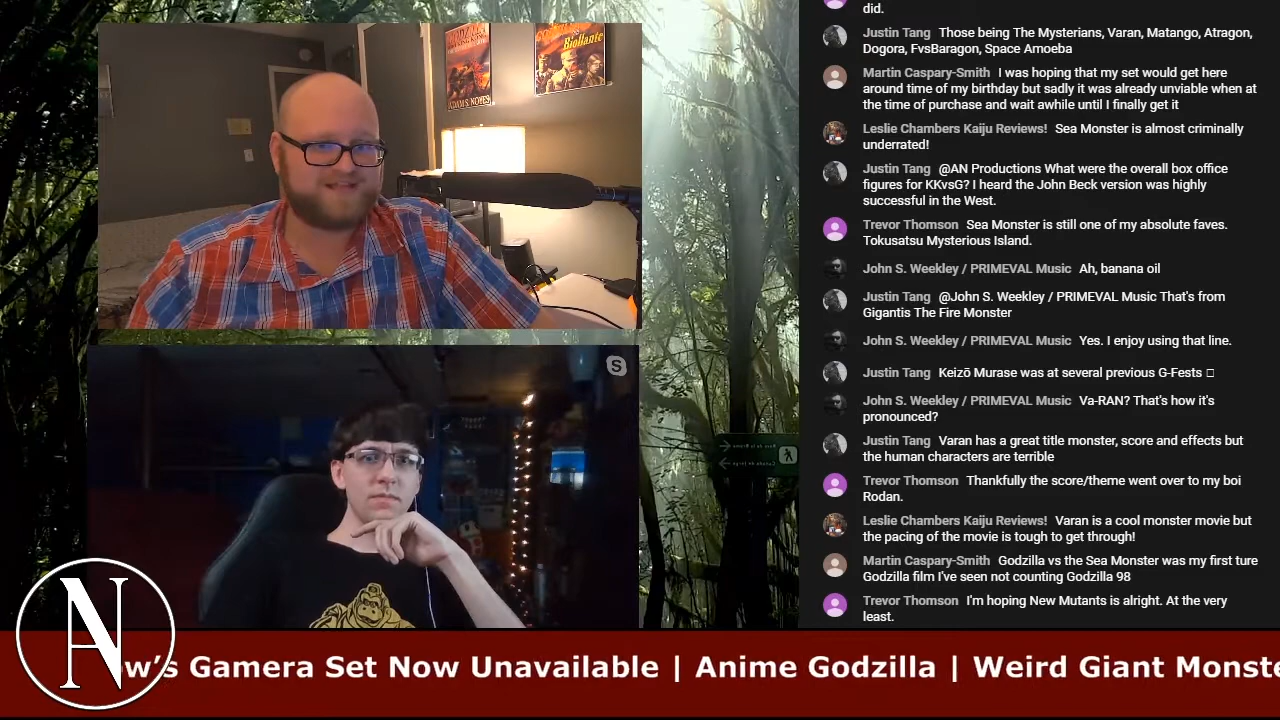 GODZILLA
ADAM S. NOYES
GODZILLA
VS
BIOLLANTE
S
did.
Justin Tang Those being The Mysterians, Varan, Matango, Atragon,
Dogora, FvsBaragon, Space Amoeba
Martin Caspary-Smith I was hoping that my set would get here
around time of my birthday but sadly it was already unviable when at
the time of purchase and wait awhile until I finally get it
Leslie Chambers Kaiju Reviews! Sea Monster is almost criminally
underrated!
Justin Tang @AN Productions What were the overall box office
figures for KKvsG? I heard the John Beck version was highly
successful in the West.
Trevor Thomson Sea Monster is still one of my absolute faves.
Tokusatsu Mysterious Island.
John S. Weekley / PRIMEVAL Music Ah, banana oil
Justin Tang @John S. Weekley / PRIMEVAL Music That's from
Gigantis The Fire Monster
John S. Weekley / PRIMEVAL Music Yes. I enjoy using that line.
Justin Tang Keizō Murase was at several previous G-Fests
John S. Weekley / PRIMEVAL Music Va-RAN? That's how it's
pronounced?
Justin Tang Varan has a great title monster, score and effects but
the human characters are terrible
Trevor Thomson Thankfully the score/theme went over to my boi
Rodan.
Leslie Chambers Kaiju Reviews! Varan is a cool monster movie but
the pacing of the movie is tough to get through!
Martin Caspary-Smith Godzilla vs the Sea Monster was my first ture
Godzilla film I've seen not counting Godzilla 98
Trevor Thomson I'm hoping New Mutants is alright. At the very
least.
N
ow's Gamera Set Now Unavailable | Anime Godzilla | Weird Giant Monste